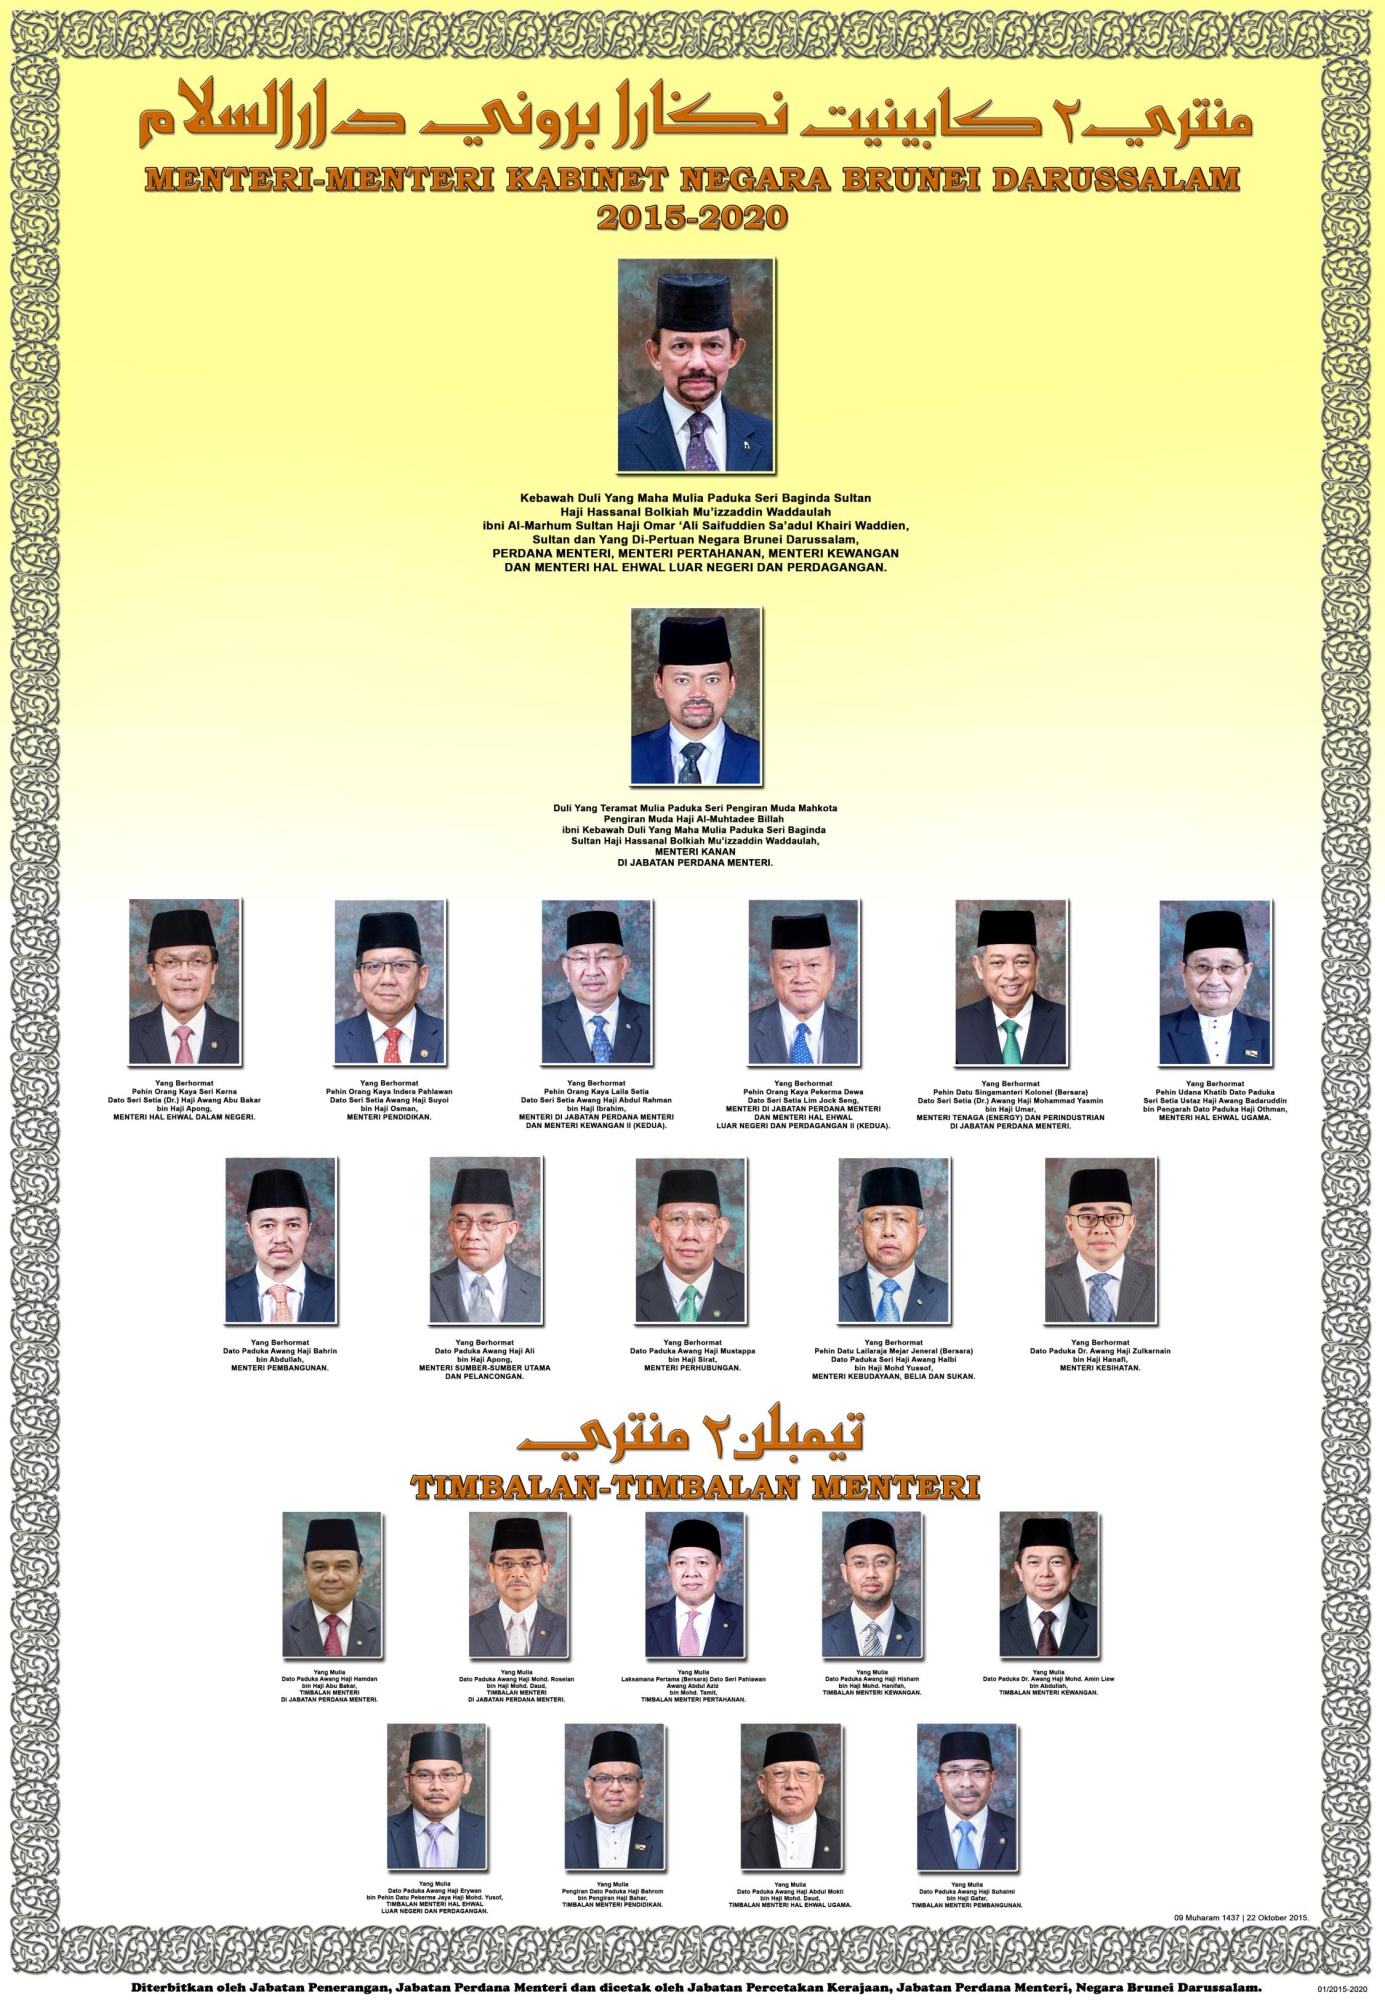 منتري٢ كابينيت نڬارا بروني دارالسلام
MENTERI-MENTERI KABINET NEGARA BRUNEI DARUSSALAM
2015-2020
Kebawah Duli Yang Maha Mulia Paduka Seri Baginda Sultan
Haji Hassanal Bolkiah Mu'izzaddin Waddaulah
ibni Al-Marhum Sultan Haji Omar 'Ali Saifuddien Sa'adul Khairi Waddien,
Sultan dan Yang Di-Pertuan Negara Brunei Darussalam,
PERDANA MENTERI, MENTERI PERTAHANAN, MENTERI KEWANGAN
DAN MENTERI HAL EHWAL LUAR NEGERI DAN PERDAGANGAN.
Duli Yang Teramat Mulia Paduka Seri Pengiran Muda Mahkota
Pengiran Muda Haji Al-Muhtadee Billah
ibni Kebawah Duli Yang Maha Mulia Paduka Seri Baginda
Sultan Haji Hassanal Bolkiah Mu'izzaddin Waddaulah,
MENTERI KANAN
DI JABATAN PERDANA MENTERI.
Yang Berhormat
Pehin Orang Kaya Seri Kerna
Dato Seri Setia (Dr.) Haji Awang Abu Bakar
bin Haji Apong,
MENTERI HAL EHWAL DALAM NEGERI.
Yang Berhormat
Pehin Orang Kaya Indera Pahlawan
Dato Seri Setia Awang Haji Suyoi
bin Haji Osman,
MENTERI PENDIDIKAN.
Yang Berhormat
Pehin Orang Kaya Laila Setia
Dato Seri Setia Awang Haji Abdul Rahman
bin Haji Ibrahim,
MENTERI DI JABATAN PERDANA MENTERI
DAN MENTERI KEWANGAN II (KEDUA).
Yang Berhormat
Pehin Orang Kaya Pekerma Dewa
Dato Seri Setia Lim Jock Seng,
MENTERI DI JABATAN PERDANA MENTERI
DAN MENTERI HAL EHWAL
LUAR NEGERI DAN PERDAGANGAN II (KEDUA).
Yang Berhormat
Pehin Datu Singamanteri Kolonel (Bersara)
Dato Seri Setia (Dr.) Awang Haji Mohammad Yasmin
bin Haji Umar,
MENTERI TENAGA (ENERGY) DAN PERINDUSTRIAN
DI JABATAN PERDANA MENTERI.
Yang Berhormat
Pehin Udana Khatib Dato Paduka
Seri Setia Ustaz Haji Awang Badaruddin
bin Pengarah Dato Paduka Haji Othman,
MENTERI HAL EHWAL UGAMA.
Yang Berhormat
Dato Paduka Awang Haji Bahrin
bin Abdullah,
MENTERI PEMBANGUNAN.
Yang Berhormat
Dato Paduka Awang Haji Ali
bin Haji Apong,
MENTERI SUMBER-SUMBER UTAMA
DAN PELANCONGAN.
Yang Berhormat
Dato Paduka Awang Haji Mustappa
bin Haji Sirat,
MENTERI PERHUBUNGAN.
Yang Berhormat
Pehin Datu Lailaraja Mejar Jeneral (Bersara)
Dato Paduka Seri Haji Awang Halbi
bin Haji Mohd Yussof,
MENTERI KEBUDAYAAN, BELIA DAN SUKAN.
Yang Berhormat
Dato Paduka Dr. Awang Haji Zulkarnain
bin Haji Hanafi,
MENTERI KESIHATAN.
تيمبلن٢ منتري
TIMBALAN-TIMBALAN MENTERI
Yang Mulia
Dato Paduka Awang Haji Hamdan
bin Haji Abu Bakar,
TIMBALAN MENTERI
DI JABATAN PERDANA MENTERI.
Yang Mulia
Dato Paduka Awang Haji Mohd. Roselan
bin Haji Mohd. Daud,
TIMBALAN MENTERI
DI JABATAN PERDANA MENTERI.
Yang Mulia
Laksamana Pertama (Bersara) Dato Seri Pahlawan
Awang Abdul Aziz
bin Mohd. Tamit,
TIMBALAN MENTERI PERTAHANAN.
Yang Mulia
Dato Paduka Awang Haji Hisham
bin Haji Mohd. Hanifah,
TIMBALAN MENTERI KEWANGAN.
Yang Mulia
Dato Paduka Dr. Awang Haji Mohd. Amin Liew
bin Abdullah,
TIMBALAN MENTERI KEWANGAN.
Yang Mulia
Dato Paduka Awang Haji Erywan
bin Pehin Datu Pekerma Jaya Haji Mohd. Yusof,
TIMBALAN MENTERI HAL EHWAL
LUAR NEGERI DAN PERDAGANGAN.
Yang Mulia
Pengiran Dato Paduka Haji Bahrom
bin Pengiran Haji Bahar,
TIMBALAN MENTERI PENDIDIKAN.
Yang Mulia
Dato Paduka Awang Haji Abdul Mokti
bin Haji Mohd. Daud,
TIMBALAN MENTERI HAL EHWAL UGAMA.
Yang Mulia
Dato Paduka Awang Haji Suhaimi
bin Haji Gafar,
TIMBALAN MENTERI PEMBANGUNAN.
09 Muharam 1437 | 22 Oktober 2015.
Diterbitkan oleh Jabatan Penerangan, Jabatan Perdana Menteri dan dicetak oleh Jabatan Percetakan Kerajaan, Jabatan Perdana Menteri, Negara Brunei Darussalam.
01/2015-2020